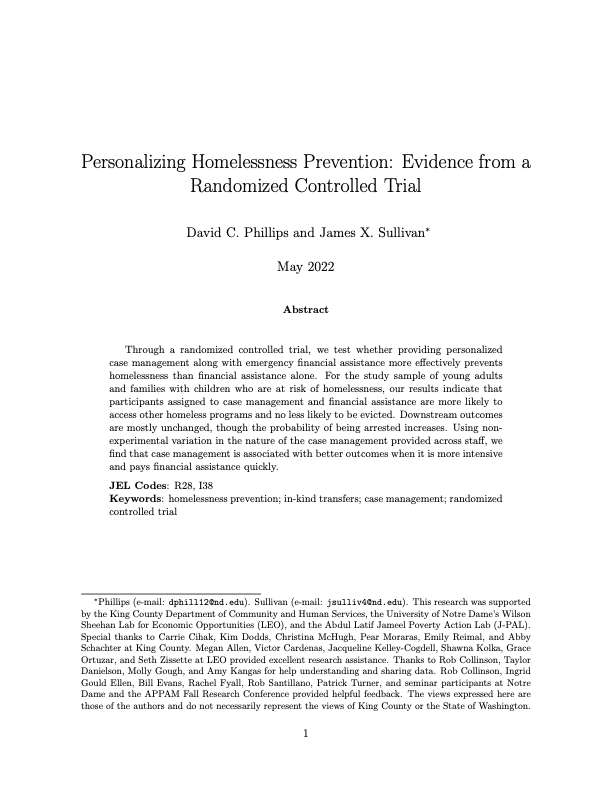 Personalizing Homelessness Prevention: Evidence from a
Randomized Controlled Trial
David C. Phillips and James X. Sullivan*
May 2022
Abstract
Through a randomized controlled trial, we test whether providing personalized
case management along with emergency financial assistance more effectively prevents
homelessness than financial assistance alone. For the study sample of young adults
and families with children who are at risk of homelessness, our results indicate that
participants assigned to case management and financial assistance are more likely to
access other homeless programs and no less likely to be evicted. Downstream outcomes
are mostly unchanged, though the probability of being arrested increases. Using non-
experimental variation in the nature of the case management provided across staff, we
find that case management is associated with better outcomes when it is more intensive
and pays financial assistance quickly.
JEL Codes: R28, I38
Keywords: homelessness prevention; in-kind transfers; case management; randomized
controlled trial
*Phillips (e-mail: dphill12@nd.edu). Sullivan (e-mail: jsulliv4@nd.edu). This research was supported
by the King County Department of Community and Human Services, the University of Notre Dame's Wilson
Sheehan Lab for Economic Opportunities (LEO), and the Abdul Latif Jameel Poverty Action Lab (J-PAL).
Special thanks to Carrie Cihak, Kim Dodds, Christina McHugh, Pear Moraras, Emily Reimal, and Abby
Schachter at King County. Megan Allen, Victor Cardenas, Jacqueline Kelley-Cogdell, Shawna Kolka, Grace
Ortuzar, and Seth Zissette at LEO provided excellent research assistance. Thanks to Rob Collinson, Taylor
Danielson, Molly Gough, and Amy Kangas for help understanding and sharing data. Rob Collinson, Ingrid
Gould Ellen, Bill Evans, Rachel Fyall, Rob Santillano, Patrick Turner, and seminar participants at Notre
Dame and the APPAM Fall Research Conference provided helpful feedback. The views expressed here are
those of the authors and do not necessarily represent the views of King County or the State of Washington.
1